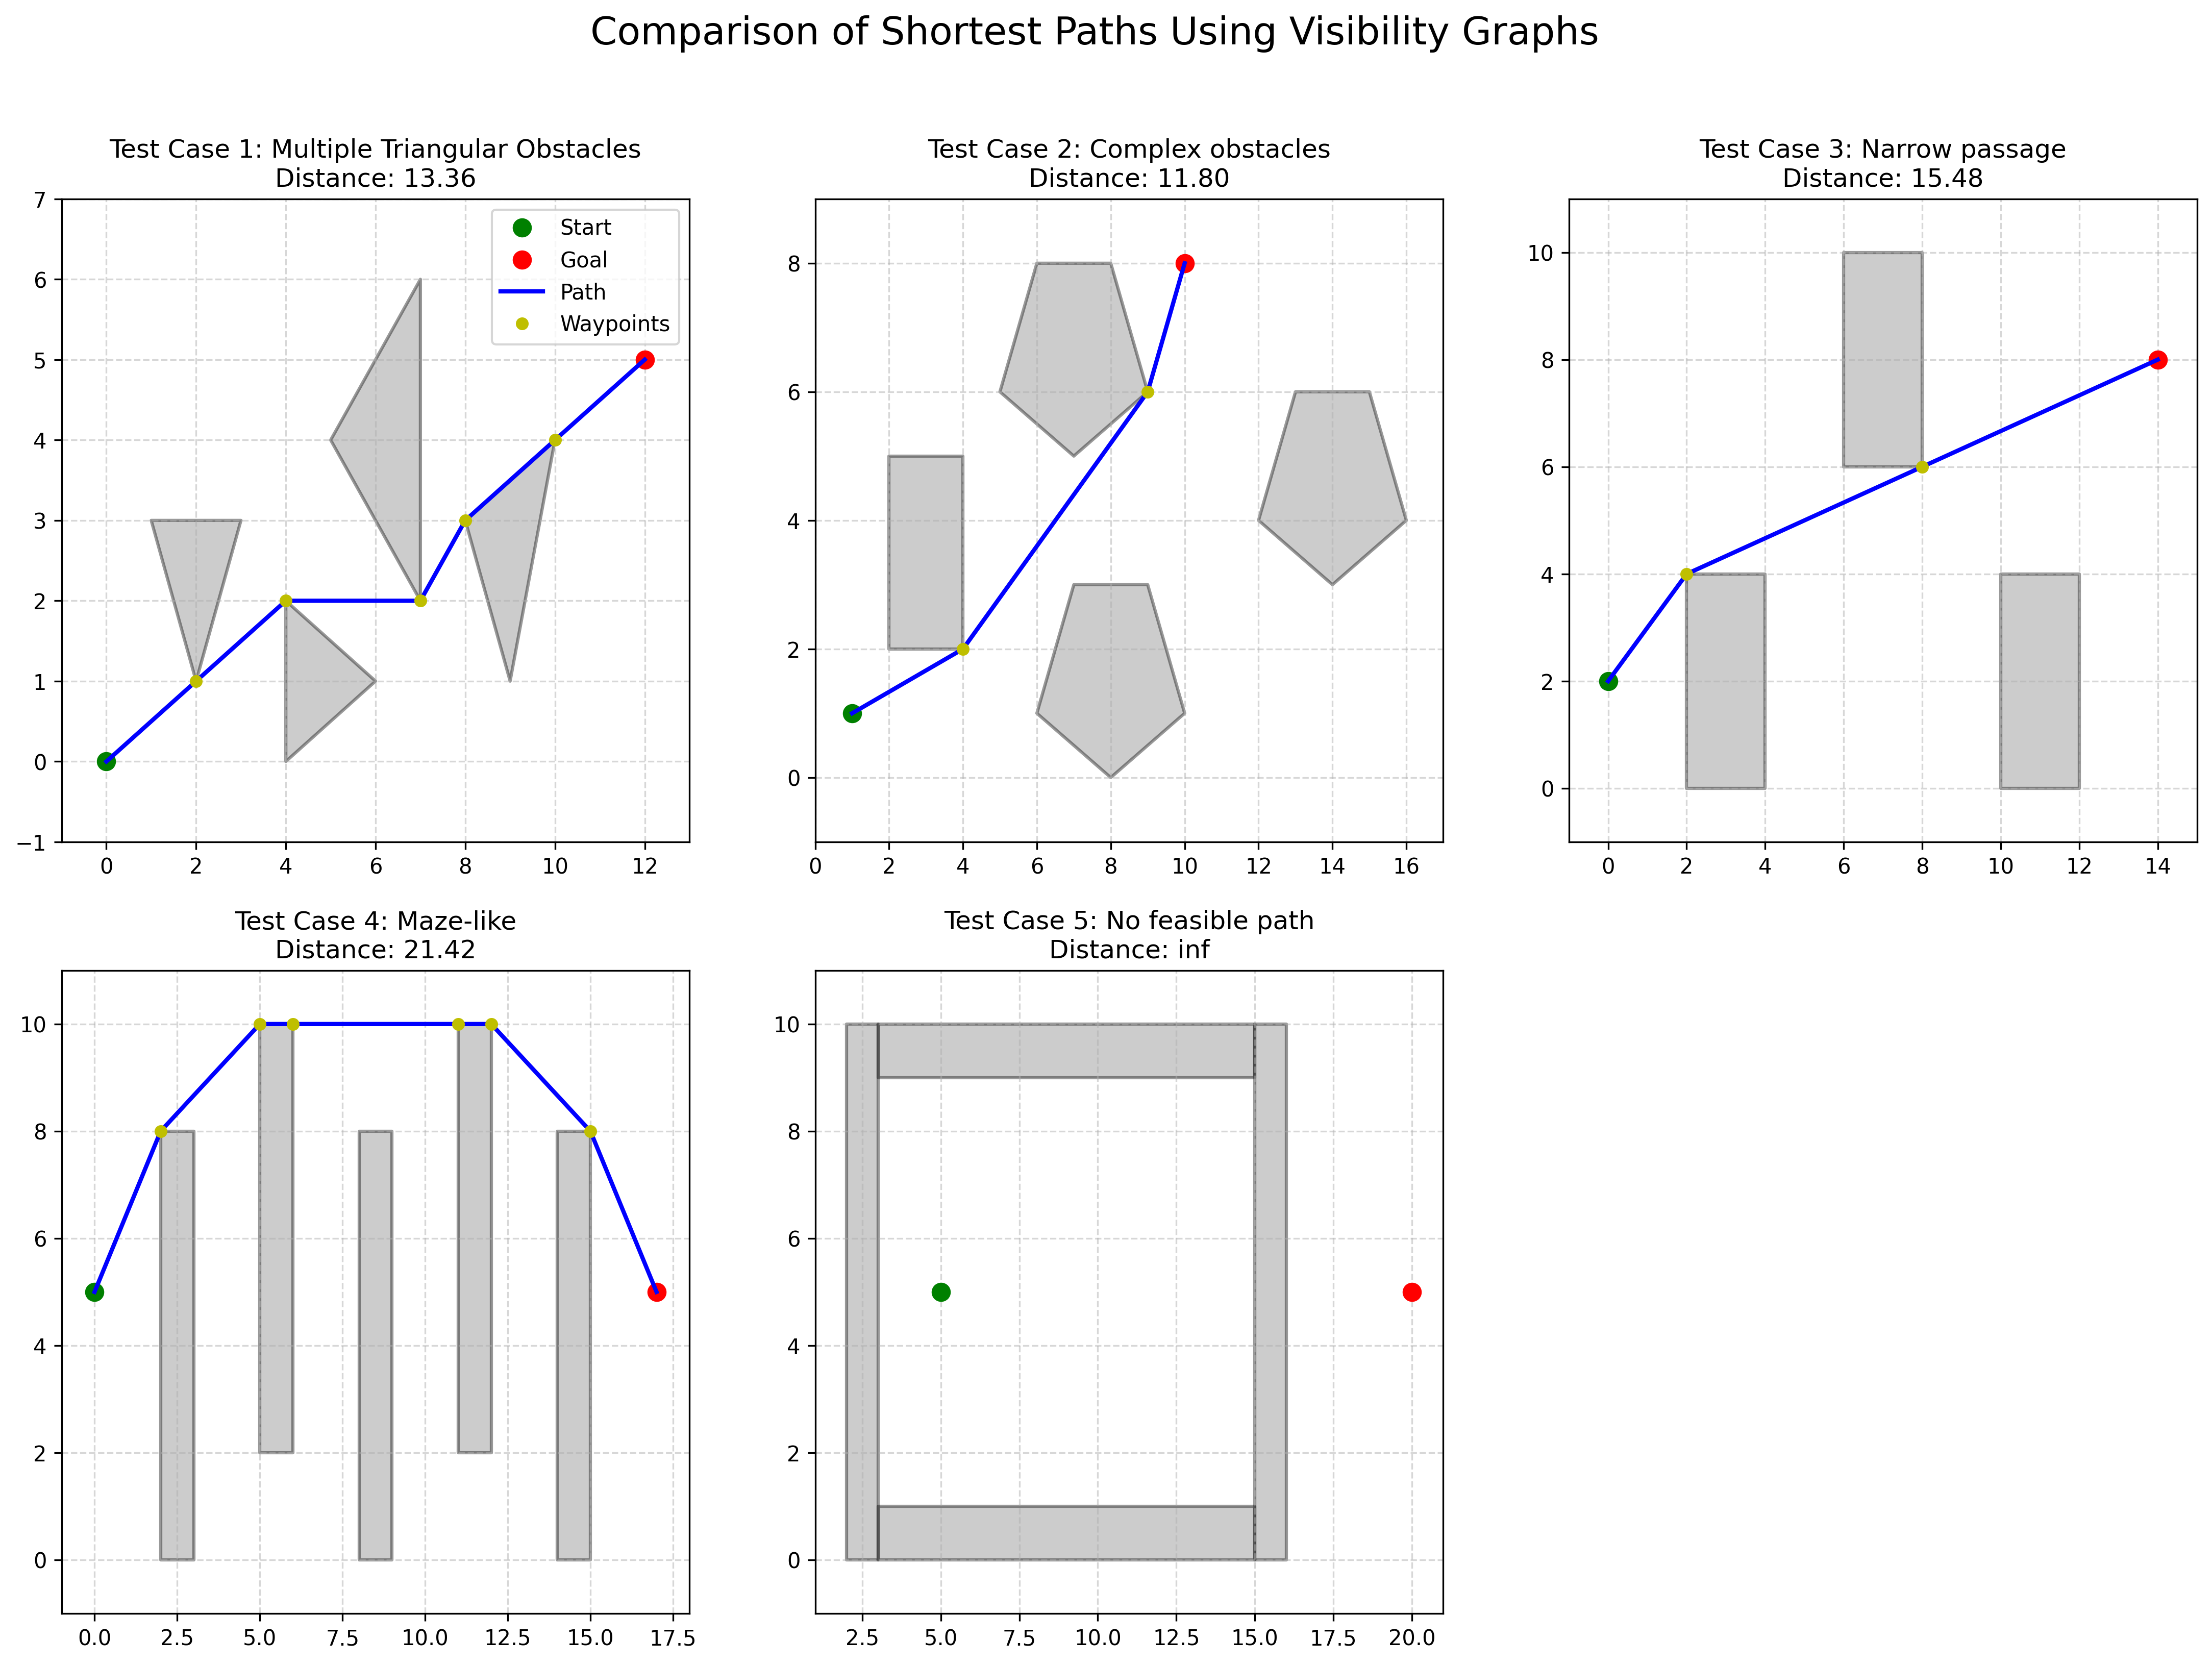 Comparison of Shortest Paths Using Visibility Graphs
Test Case 1: Multiple Triangular Obstacles
Distance: 13.36
7
6
5
4
3
2
1
0
−1
0 2 4 6 8 10 12
Start
Goal
Path
Waypoints
Test Case 2: Complex obstacles
Distance: 11.80
8
6
4
2
0
0 2 4 6 8 10 12 14 16
Test Case 3: Narrow passage
Distance: 15.48
10
8
6
4
2
0
0 2 4 6 8 10 12 14
Test Case 4: Maze-like
Distance: 21.42
10
8
6
4
2
0
0.0 2.5 5.0 7.5 10.0 12.5 15.0 17.5
Test Case 5: No feasible path
Distance: inf
10
8
6
4
2
0
2.5 5.0 7.5 10.0 12.5 15.0 17.5 20.0